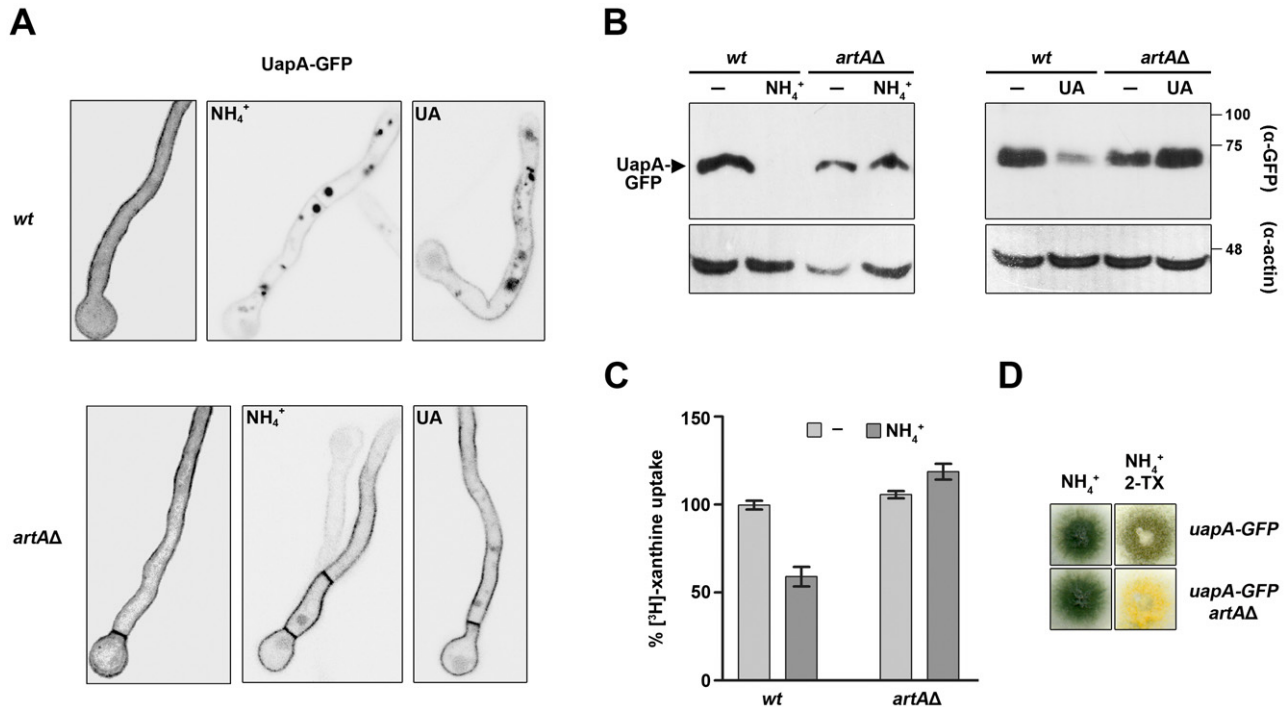 A
UapA-GFP
wt
NH₄⁺
UA
artAΔ
NH₄⁺
UA
B
wt artAΔ
– NH₄⁺ – NH₄⁺
UapA-
GFP
wt artAΔ
– UA – UA
100
75
(α-GFP)
48
(α-actin)
C
% [³H]-xanthine uptake
150
100
50
0
– NH₄⁺
wt artAΔ
D
NH₄⁺
NH₄⁺
2-TX
uapA-GFP
uapA-GFP
artAΔ